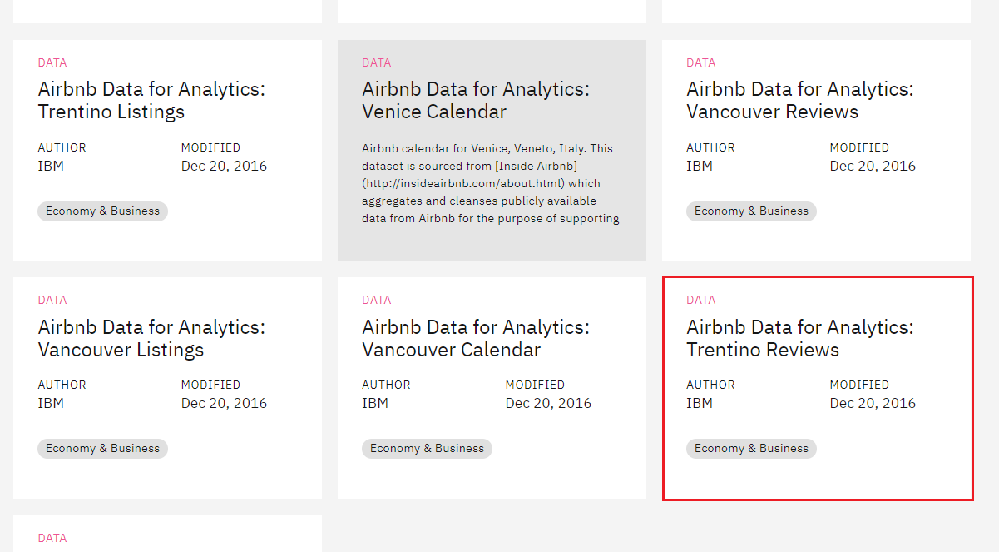 DATA
Airbnb Data for Analytics:
Trentino Listings
AUTHOR
MODIFIED
IBM
Dec 20, 2016
Economy & Business
DATA
Airbnb Data for Analytics:
Venice Calendar
Airbnb calendar for Venice, Veneto, Italy. This
dataset is sourced from [Inside Airbnb]
(http://insideairbnb.com/about.html) which
aggregates and cleanses publicly available
data from Airbnb for the purpose of supporting
DATA
Airbnb Data for Analytics:
Vancouver Reviews
AUTHOR
MODIFIED
IBM
Dec 20, 2016
Economy & Business
DATA
Airbnb Data for Analytics:
Vancouver Listings
AUTHOR
MODIFIED
IBM
Dec 20, 2016
Economy & Business
DATA
Airbnb Data for Analytics:
Vancouver Calendar
AUTHOR
MODIFIED
IBM
Dec 20, 2016
Economy & Business
DATA
Airbnb Data for Analytics:
Trentino Reviews
AUTHOR
MODIFIED
IBM
Dec 20, 2016
Economy & Business
DATA